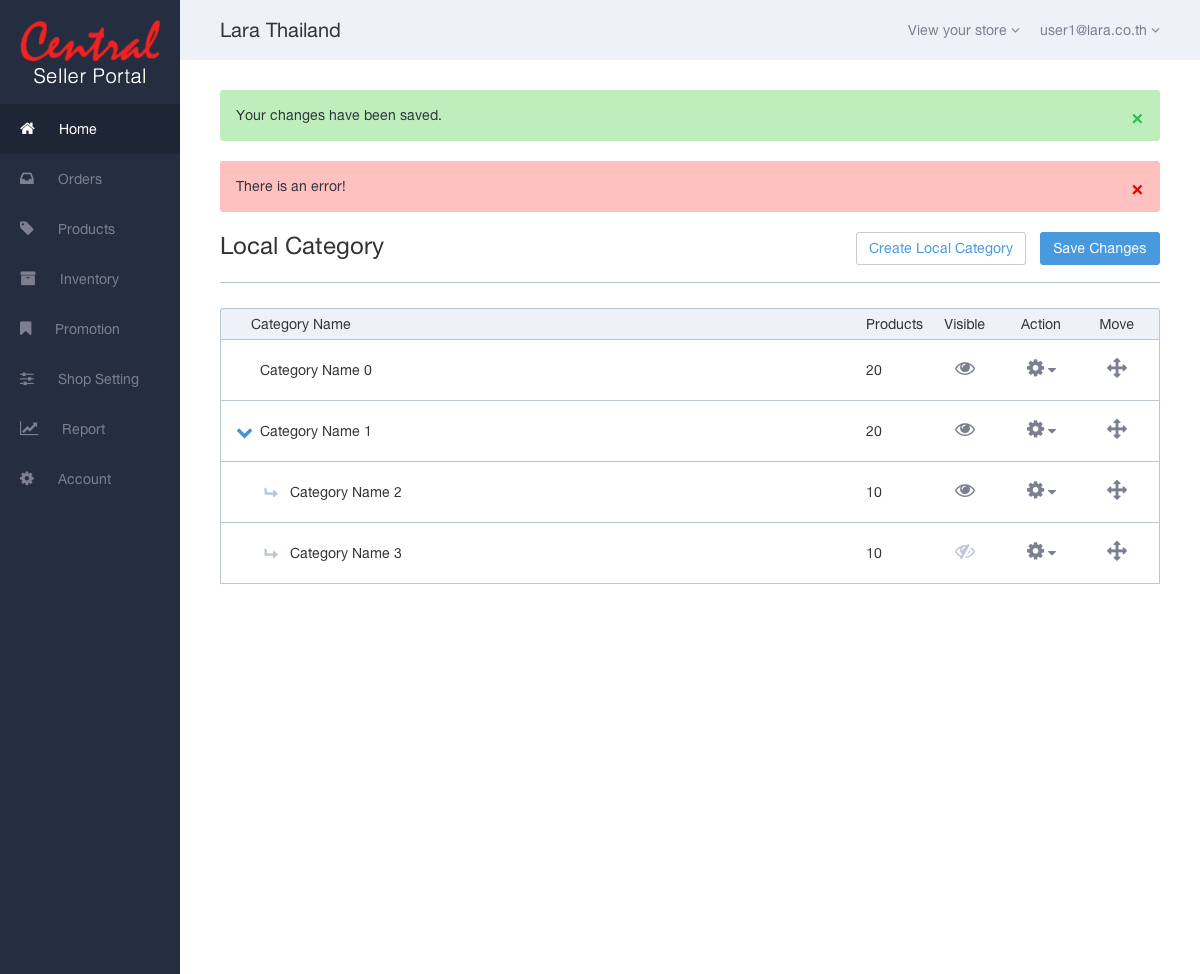 Central
Seller Portal
Home
Orders
Products
Inventory
Promotion
Shop Setting
Report
Account
Lara Thailand
View your store
user1@lara.co.th
Your changes have been saved.
There is an error!
Local Category
Create Local Category
Save Changes
Category Name Products Visible Action Move
Category Name 0 20
Category Name 1 20
Category Name 2 10
Category Name 3 10